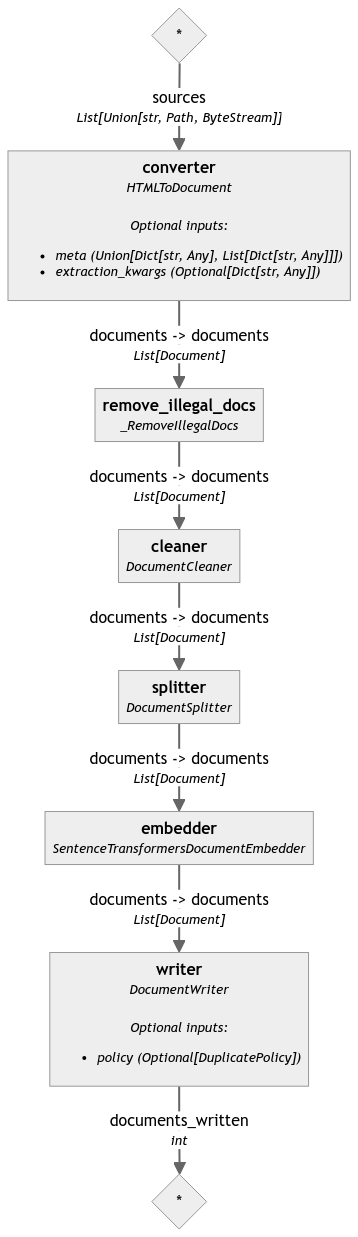 *
sources
List[Union[str, Path, ByteStream]]
converter
HTMLToDocument
Optional inputs:
• meta (Union[Dict[str, Any], List[Dict[str, Any]]])
• extraction_kwargs (Optional[Dict[str, Any]])
documents -> documents
List[Document]
remove_illegal_docs
_RemoveIllegalDocs
documents -> documents
List[Document]
cleaner
DocumentCleaner
documents -> documents
List[Document]
splitter
DocumentSplitter
documents -> documents
List[Document]
embedder
SentenceTransformersDocumentEmbedder
documents -> documents
List[Document]
writer
DocumentWriter
Optional inputs:
• policy (Optional[DuplicatePolicy])
documents_written
int
*